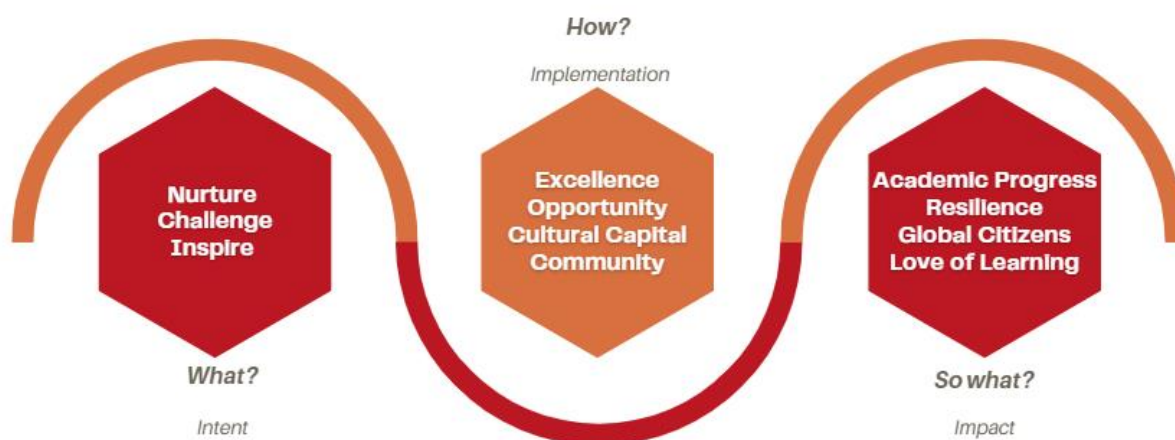 Nurture
Challenge
Inspire
What?
Intent
How?
Implementation
Excellence
Opportunity
Cultural Capital
Community
Academic Progress
Resilience
Global Citizens
Love of Learning
So what?
Impact